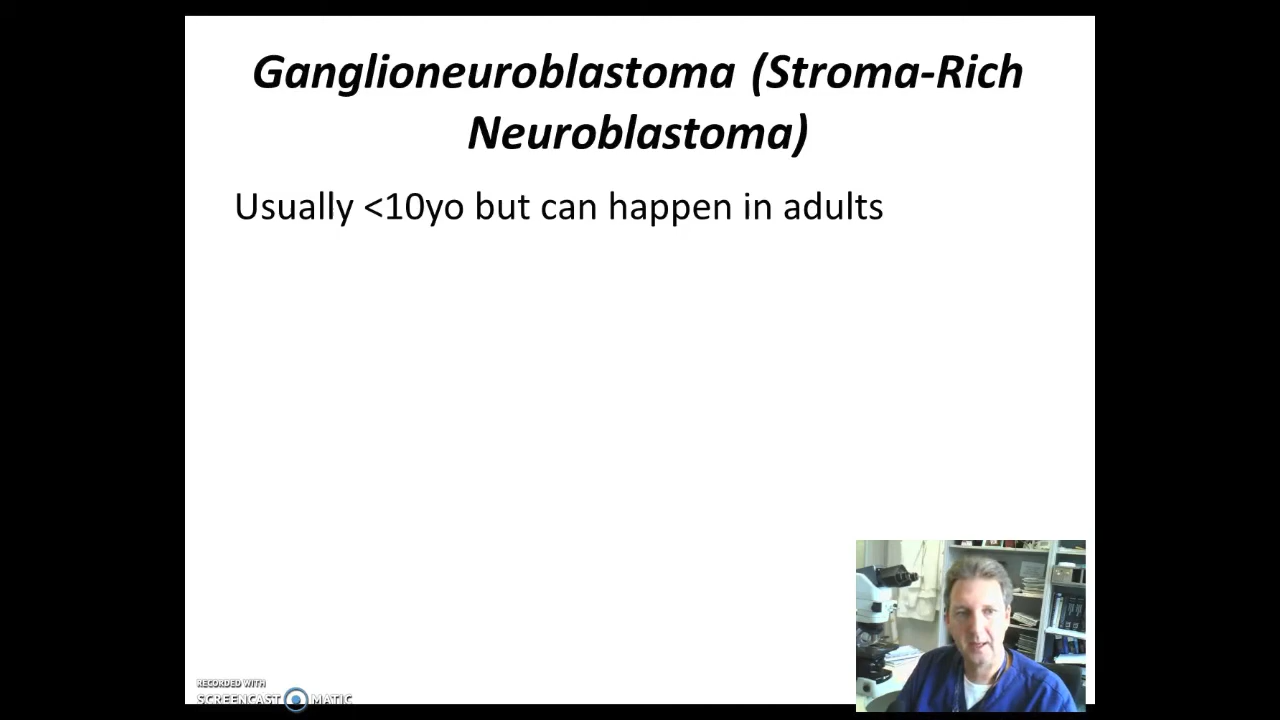 Ganglioneuroblastoma (Stroma-Rich
Neuroblastoma)
Usually <10yo but can happen in adults
RECORDED WITH
SCREENCAST MATIC